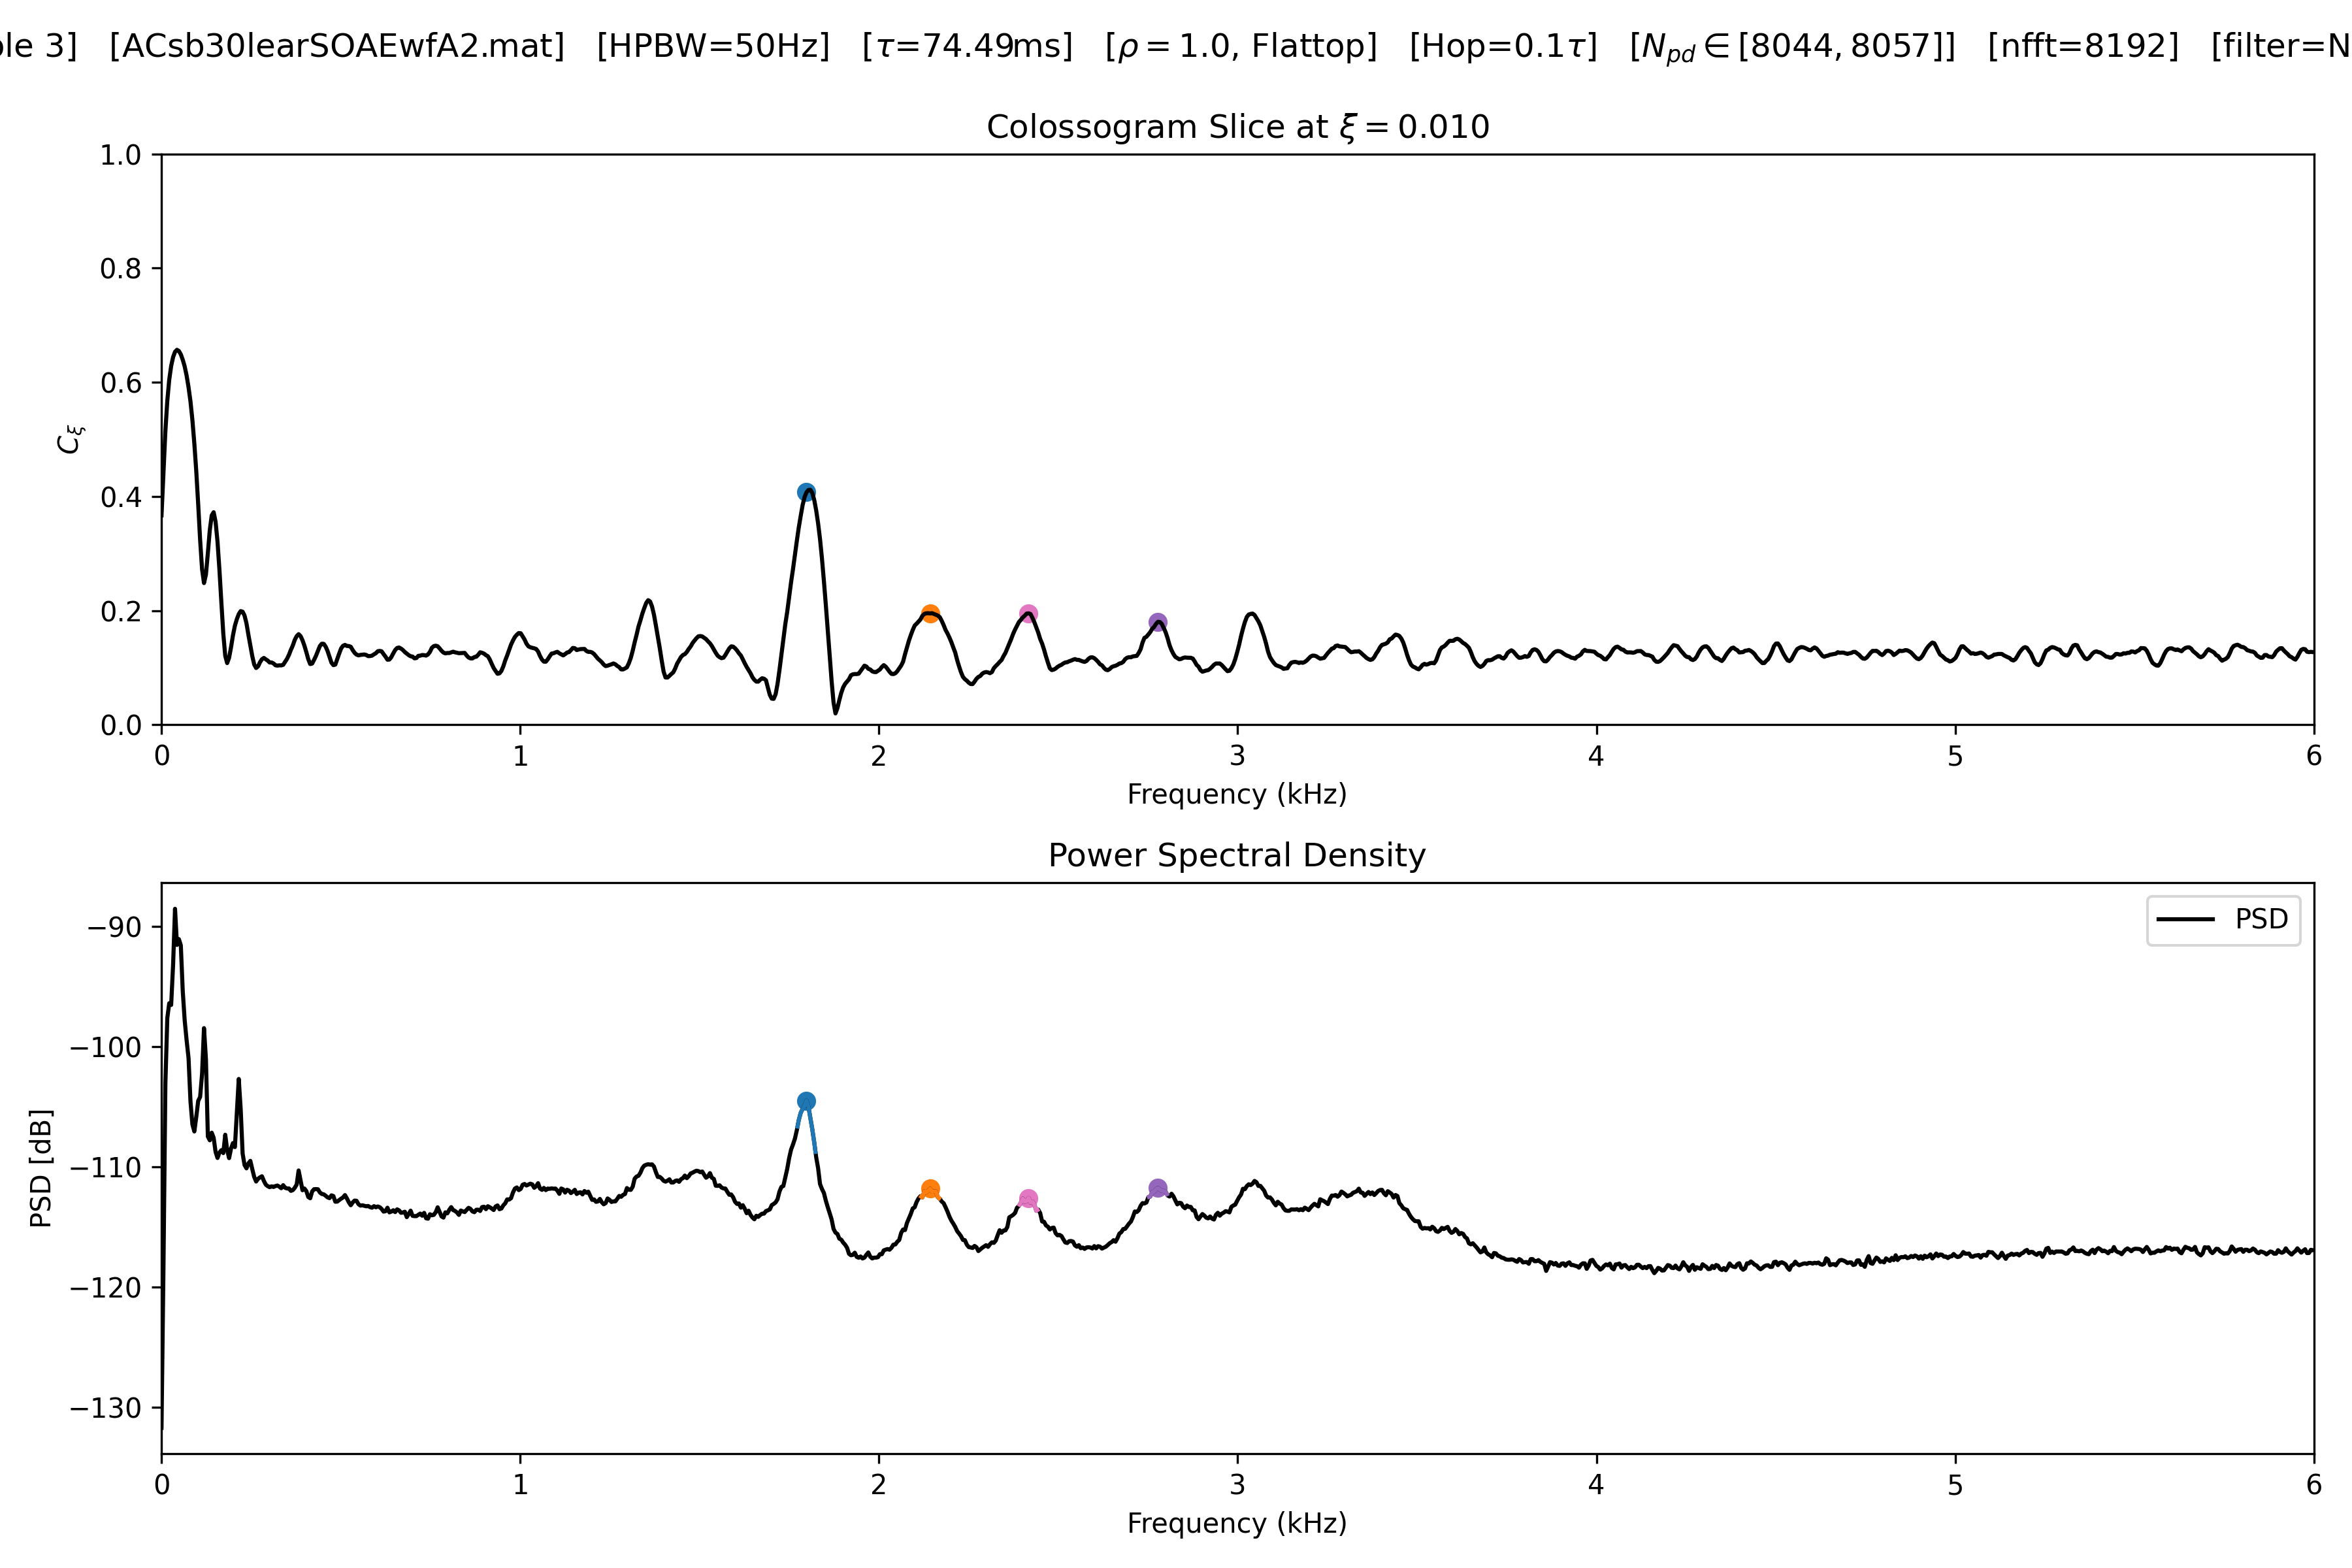 3] [ACsb30learSOAEwfA2.mat] [HPBW=50Hz] [τ=74.49ms] [ρ = 1.0, Flattop] [Hop=0.1τ] [N_pd ∈ [8044, 8057]] [nfft=8192] [filter=N
Colossogram Slice at ξ = 0.010
1.0
0.8
0.6
0.4
0.2
0.0
C_ξ
0 1 2 3 4 5 6
Frequency (kHz)
Power Spectral Density
PSD
−90
−100
−110
−120
−130
PSD [dB]
0 1 2 3 4 5 6
Frequency (kHz)